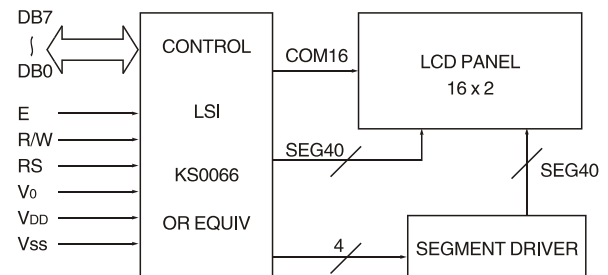 DB7
~
DB0
E
R/W
RS
V0
VDD
Vss
CONTROL
LSI
KS0066
OR EQUIV
COM16
SEG40
4
LCD PANEL
16 x 2
SEG40
SEGMENT DRIVER